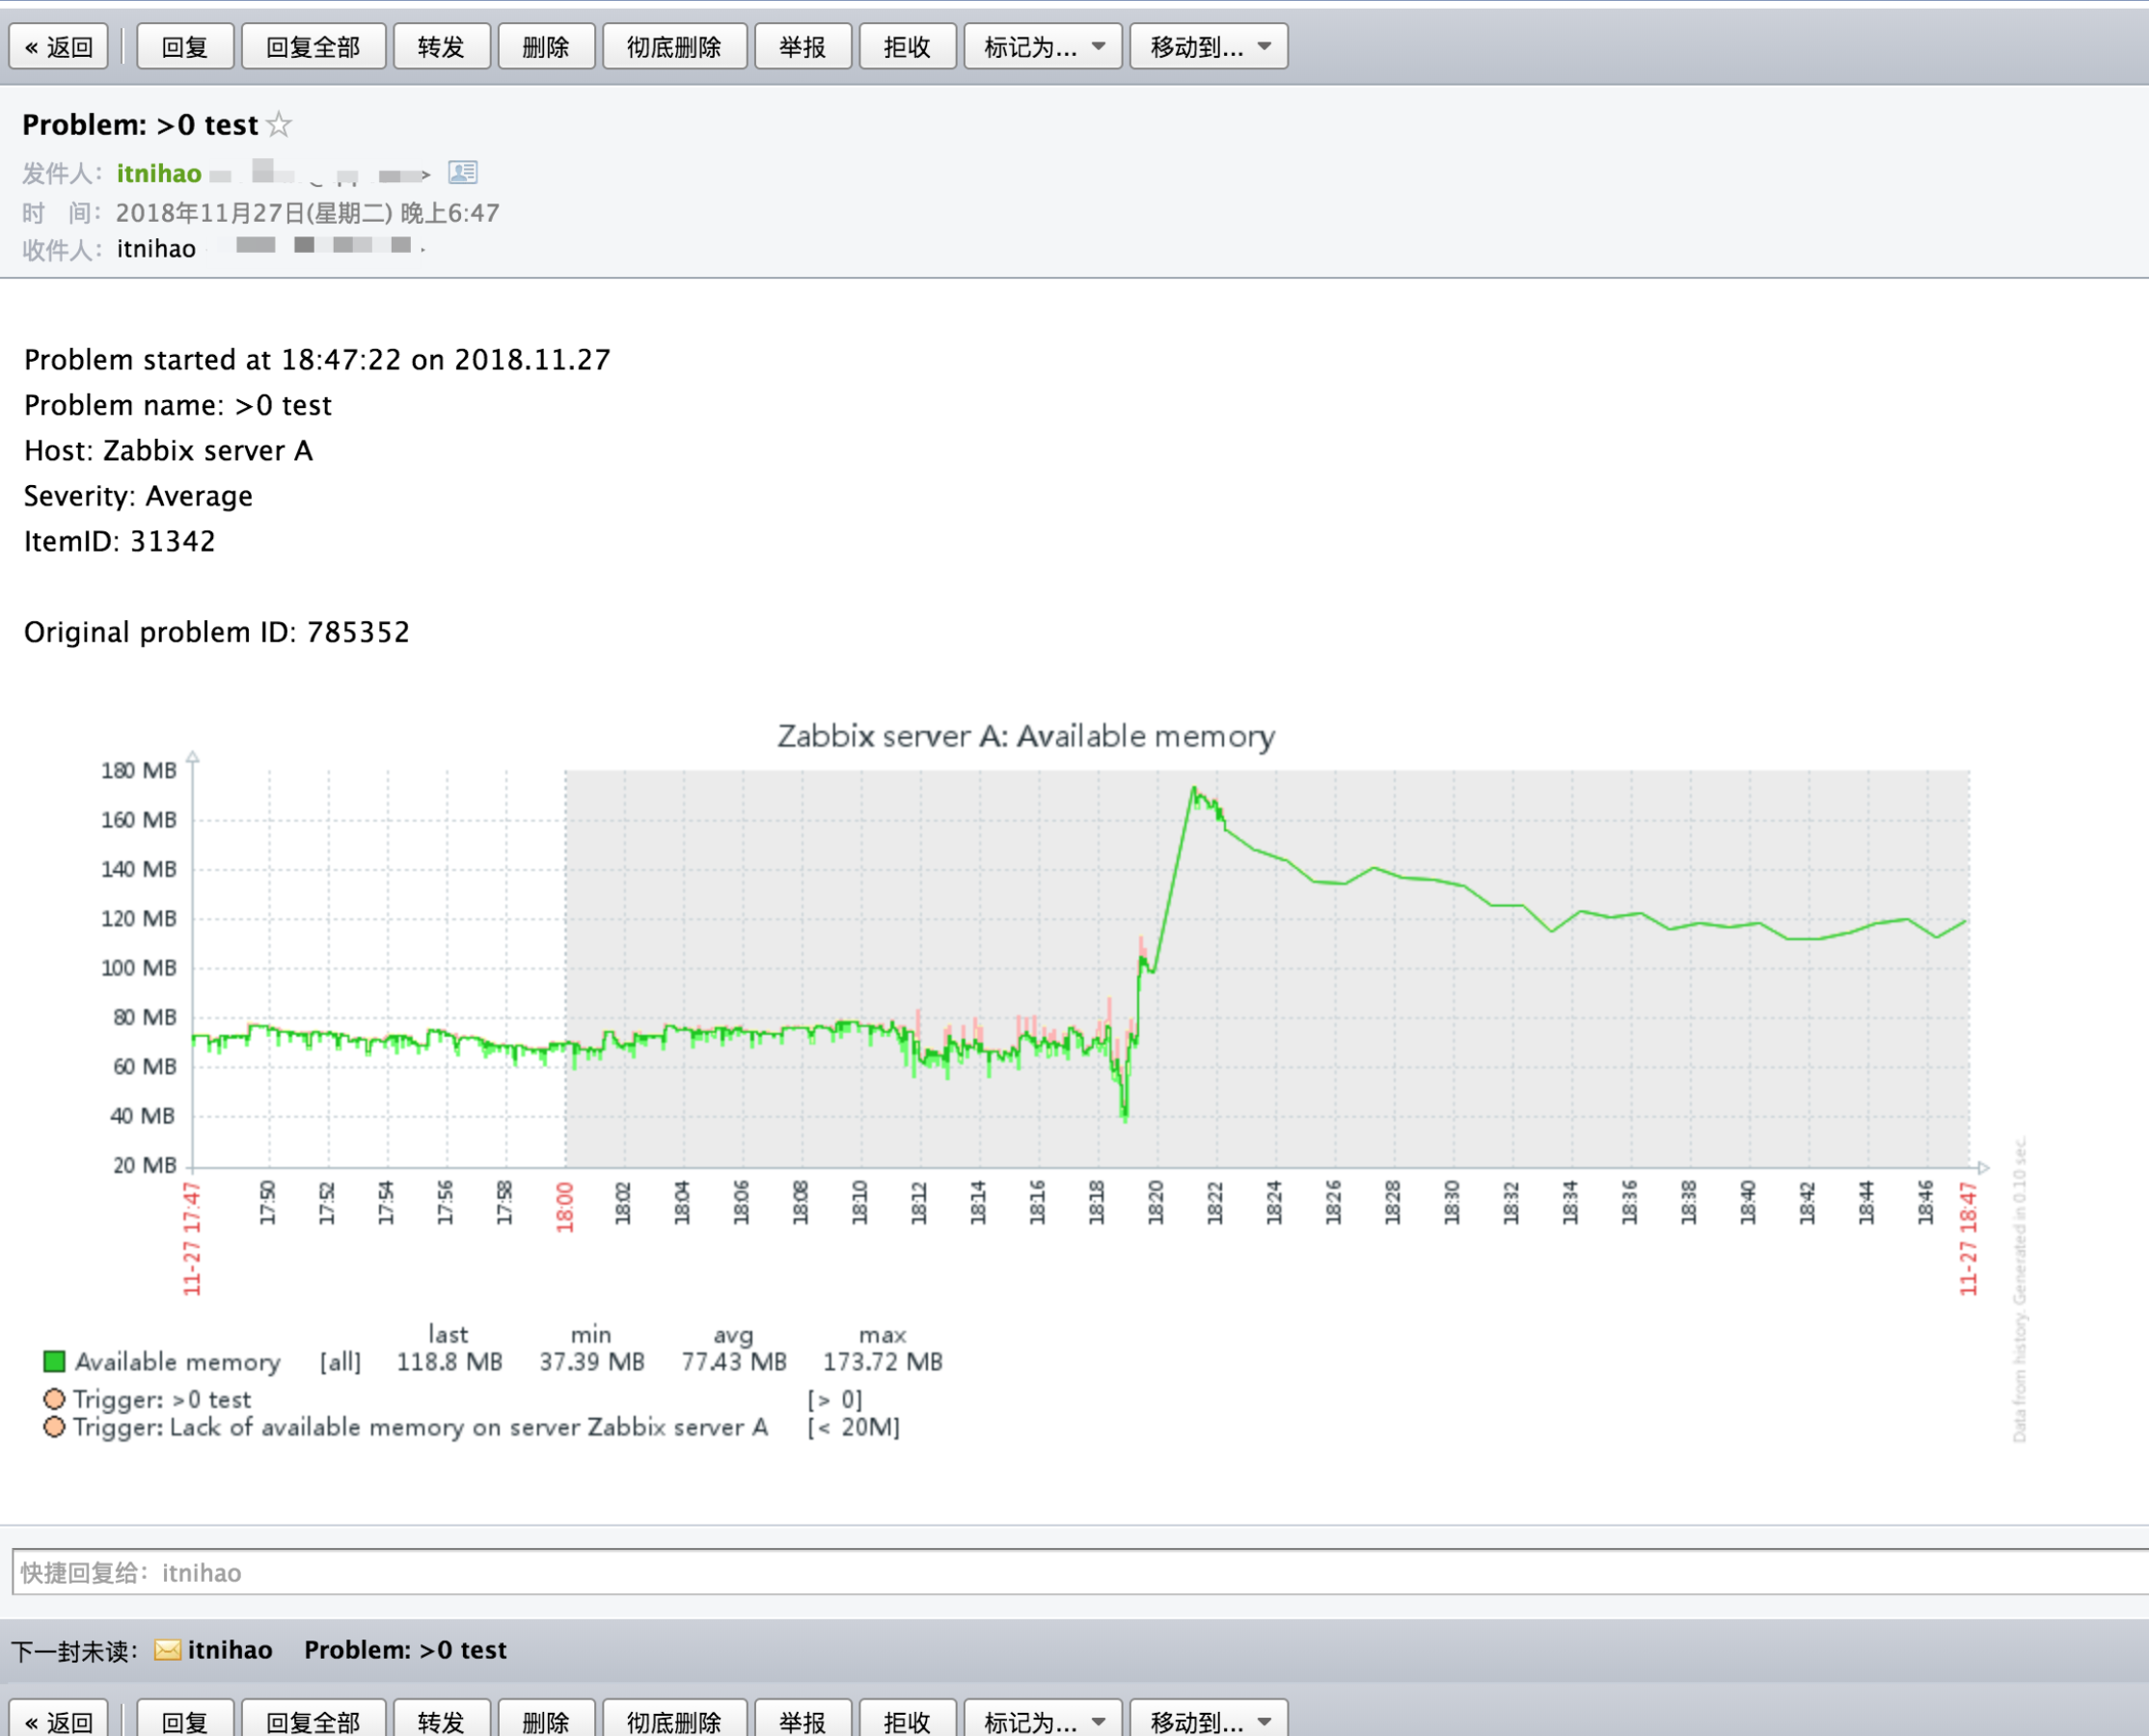 « 返回 回复 回复全部 转发 删除 彻底删除 举报 拒收 标记为... 移动到...
Problem: >0 test
发件人: itnihao
时 间: 2018年11月27日(星期二) 晚上6:47
收件人: itnihao
Problem started at 18:47:22 on 2018.11.27
Problem name: >0 test
Host: Zabbix server A
Severity: Average
ItemID: 31342
Original problem ID: 785352
Zabbix server A: Available memory
180 MB
160 MB
140 MB
120 MB
100 MB
80 MB
60 MB
40 MB
20 MB
11-27 17:47 17:50 17:52 17:54 17:56 17:58 18:00 18:02 18:04 18:06 18:08 18:10 18:12 18:14 18:16 18:18 18:20 18:22 18:24 18:26 18:28 18:30 18:32 18:34 18:36 18:38 18:40 18:42 18:44 18:46 11-27 18:47
Data from history. Generated in 0.10 sec.
last min avg max
Available memory [all] 118.8 MB 37.39 MB 77.43 MB 173.72 MB
Trigger: >0 test [> 0]
Trigger: Lack of available memory on server Zabbix server A [< 20M]
快捷回复给: itnihao
下一封未读: itnihao Problem: >0 test
« 返回 回复 回复全部 转发 删除 彻底删除 举报 拒收 标记为... 移动到...